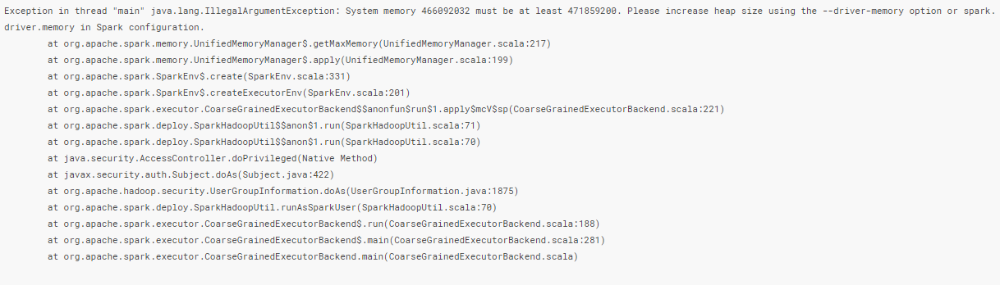 Exception in thread "main" java.lang.IllegalArgumentException: System memory 466092032 must be at least 471859200. Please increase heap size using the --driver-memory option or spark.
driver.memory in Spark configuration.
at org.apache.spark.memory.UnifiedMemoryManager$.getMaxMemory(UnifiedMemoryManager.scala:217)
at org.apache.spark.memory.UnifiedMemoryManager$.apply(UnifiedMemoryManager.scala:199)
at org.apache.spark.SparkEnv$.create(SparkEnv.scala:331)
at org.apache.spark.SparkEnv$.createExecutorEnv(SparkEnv.scala:201)
at org.apache.spark.executor.CoarseGrainedExecutorBackend$$anonfun$run$1.apply$mcV$sp(CoarseGrainedExecutorBackend.scala:221)
at org.apache.spark.deploy.SparkHadoopUtil$$anon$1.run(SparkHadoopUtil.scala:71)
at org.apache.spark.deploy.SparkHadoopUtil$$anon$1.run(SparkHadoopUtil.scala:70)
at java.security.AccessController.doPrivileged(Native Method)
at javax.security.auth.Subject.doAs(Subject.java:422)
at org.apache.hadoop.security.UserGroupInformation.doAs(UserGroupInformation.java:1875)
at org.apache.spark.deploy.SparkHadoopUtil.runAsSparkUser(SparkHadoopUtil.scala:70)
at org.apache.spark.executor.CoarseGrainedExecutorBackend$.run(CoarseGrainedExecutorBackend.scala:188)
at org.apache.spark.executor.CoarseGrainedExecutorBackend$.main(CoarseGrainedExecutorBackend.scala:281)
at org.apache.spark.executor.CoarseGrainedExecutorBackend.main(CoarseGrainedExecutorBackend.scala)